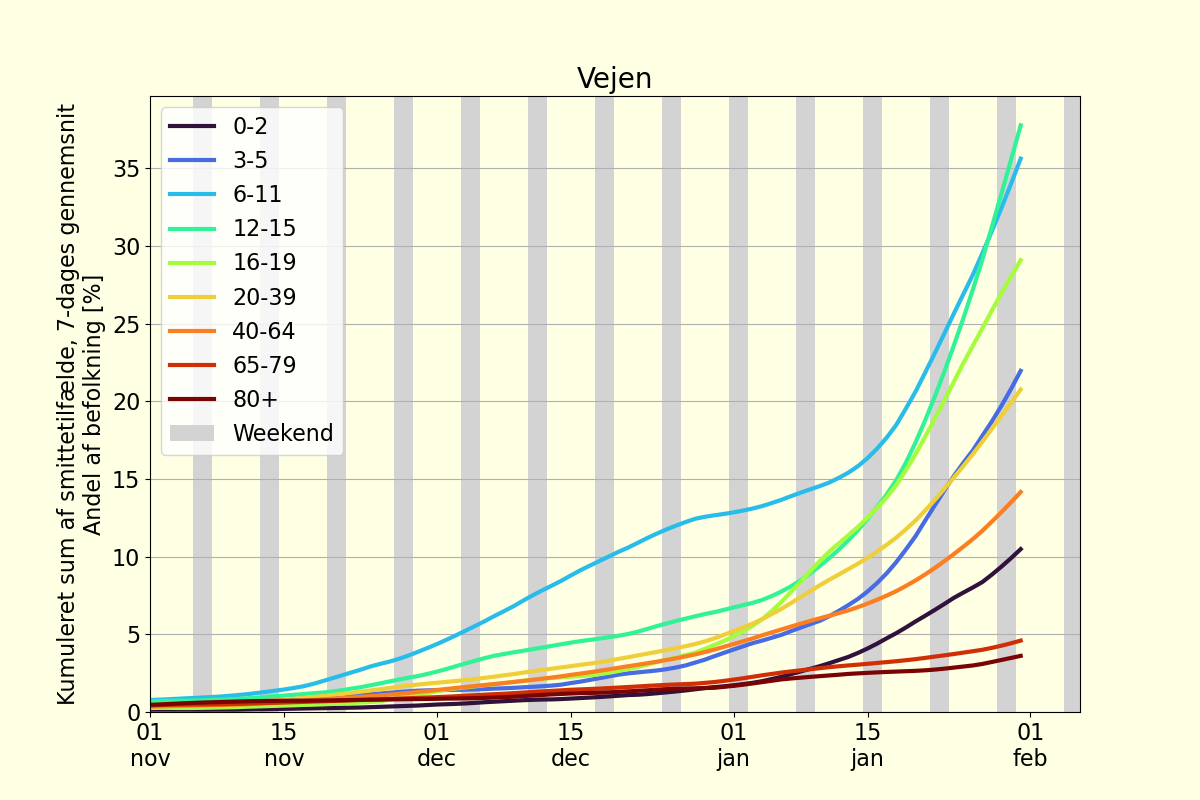 Vejen
Kumuleret sum af smittetilfælde, 7-dages gennemsnit
Andel af befolkning [%]
0-2
3-5
6-11
12-15
16-19
20-39
40-64
65-79
80+
Weekend
35
30
25
20
15
10
5
0
01 15 01 15 01 15 01
nov nov dec dec jan jan feb